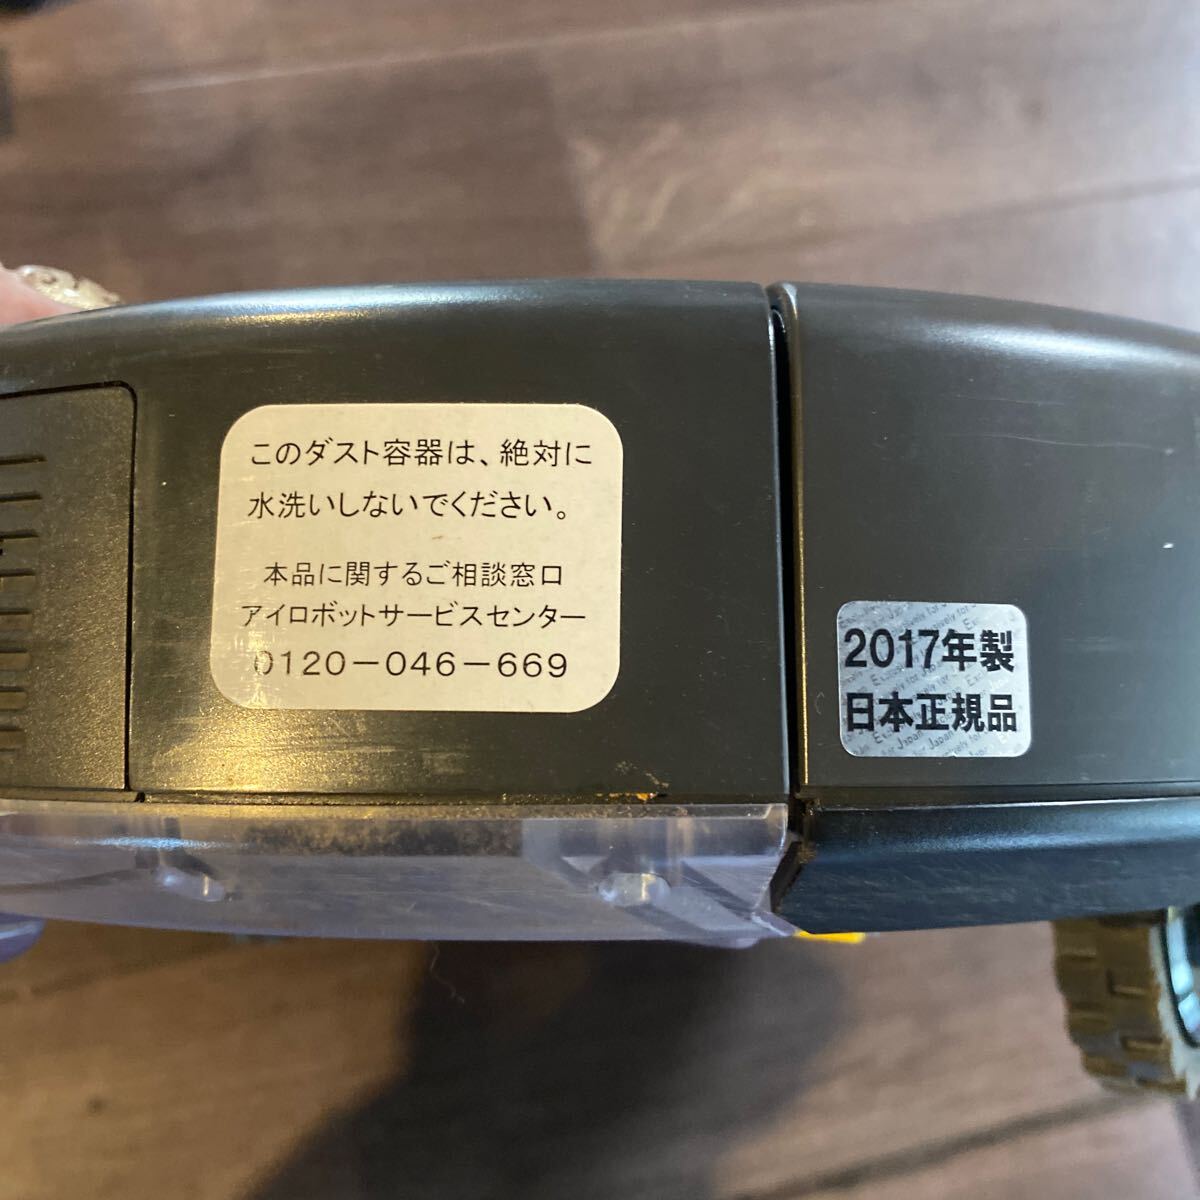 このダスト容器は、絶対に
水洗いしないでください。
本品に関するご相談窓口
アイロボットサービスセンター
0120-046-669
2017年製
日本正規品